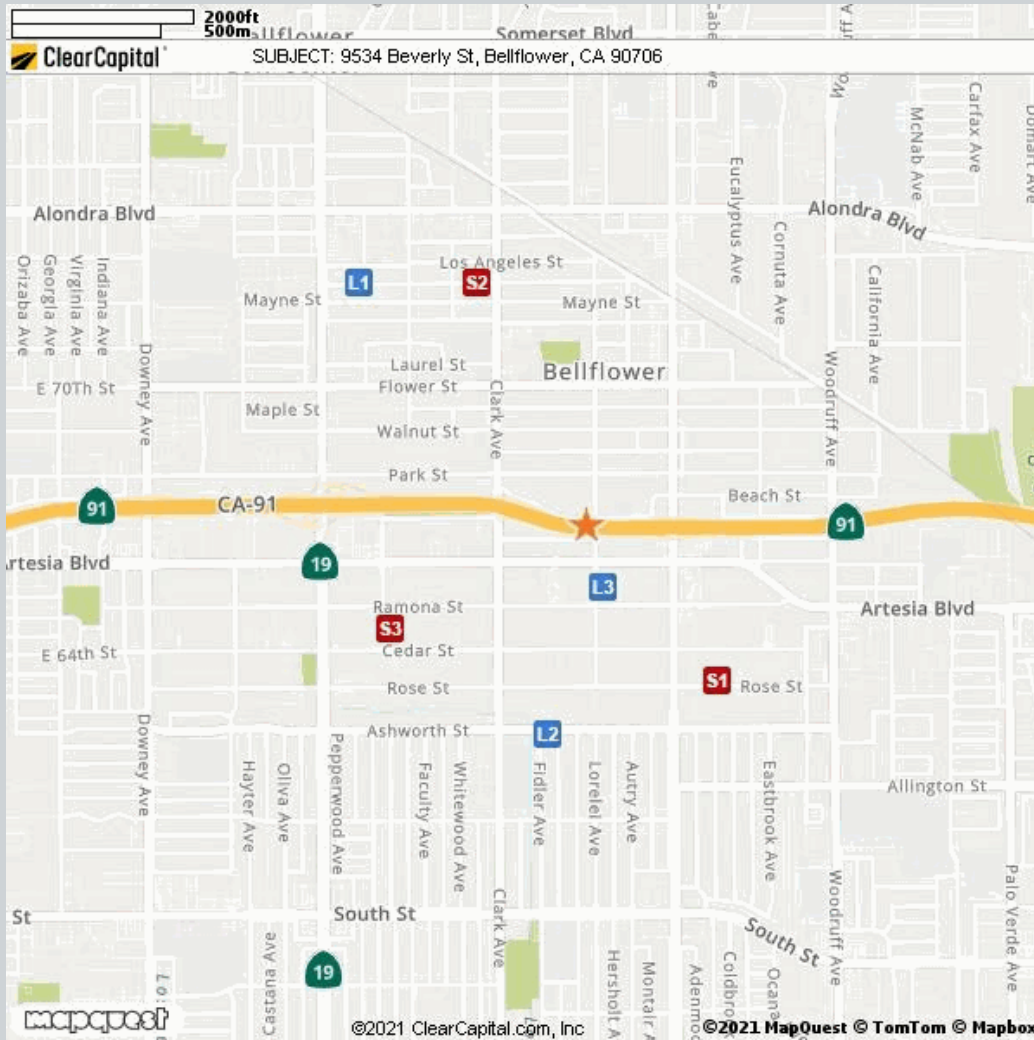 2000ft
500m
Bellflower
Somerset Blvd
ClearCapital
SUBJECT: 9534 Beverly St, Bellflower, CA 90706
Carfax Ave
McNab Ave
Eucalyptus Ave
Alondra Blvd
Alondra Blvd
Cornuta Ave
Orizaba Ave
Georgia Ave
Virginia Ave
Indiana Ave
Los Angeles St
L1
S2
California Ave
Mayne St
Mayne St
Downey Ave
Laurel St
Bellflower
Woodruff Ave
E 70Th St
Flower St
Clark Ave
Maple St
Walnut St
Park St
Beach St
91
CA-91
91
19
Artesia Blvd
L3
Ramona St
Artesia Blvd
S3
E 64th St
Cedar St
Rose St
S1
Rose St
Downey Ave
Ashworth St
L2
Pepperwood Ave
Hayter Ave
Oliva Ave
Faculty Ave
Whitewood Ave
Fidler Ave
Lorelei Ave
Autry Ave
Eastbrook Ave
Allington St
Woodruff Ave
Palo Verde Ave
Clark Ave
St
South St
South St
19
Castana Ave
Hersholt A
Montair A
Adenmo
Coldbrook
Ocana
mapquest
©2021 ClearCapital.com, Inc
©2021 MapQuest © TomTom © Mapbox